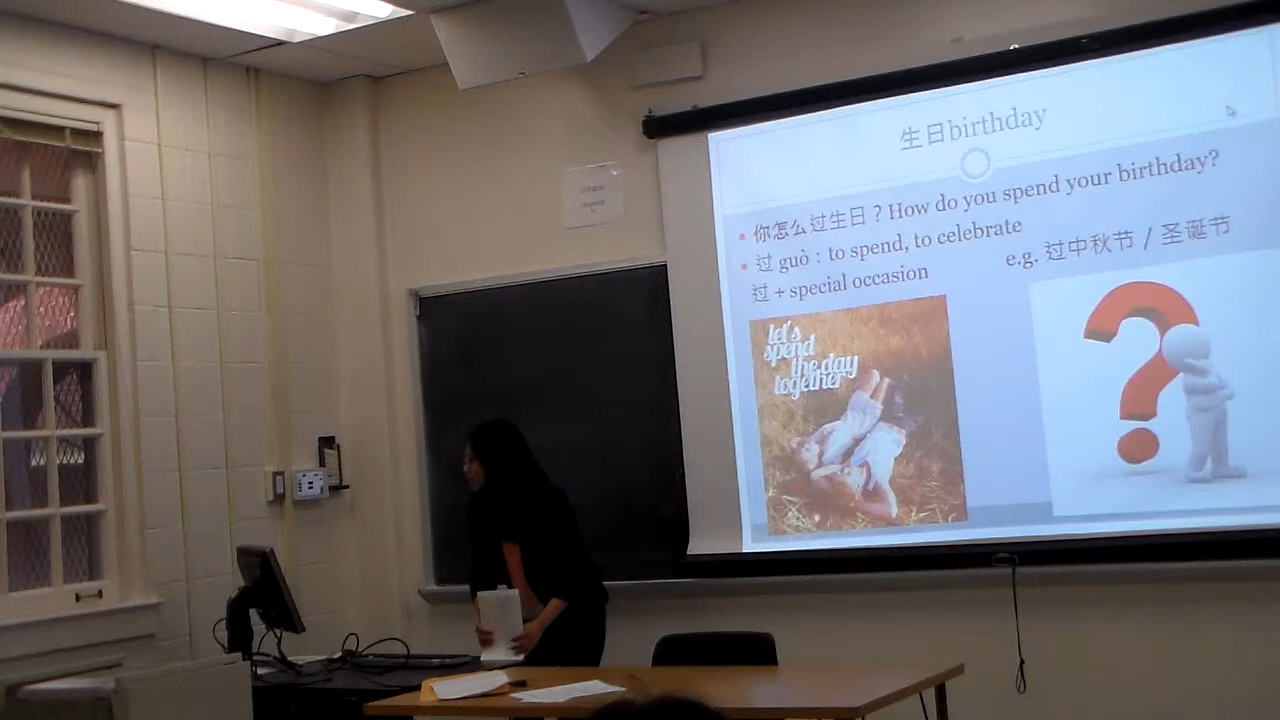 生日birthday
你怎么过生日？How do you spend your birthday?
过 guò：to spend, to celebrate
过 + special occasion
e.g. 过中秋节 / 圣诞节
let's
spend
the day
together